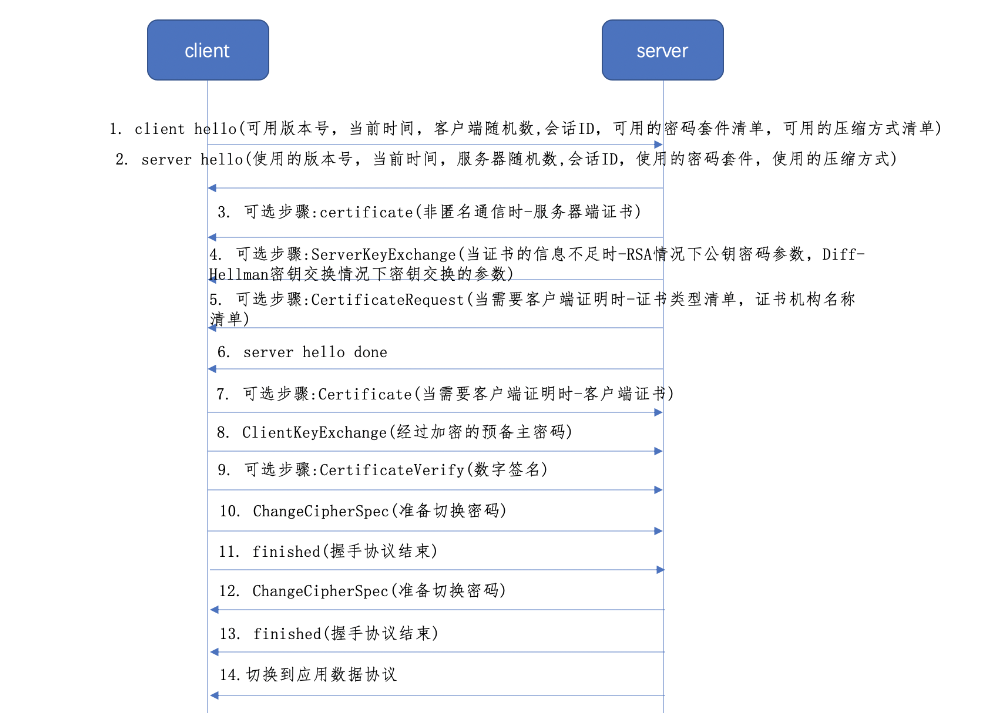 client
server
1. client hello(可用版本号，当前时间，客户端随机数,会话ID，可用的密码套件清单，可用的压缩方式清单)
2. server hello(使用的版本号，当前时间，服务器随机数,会话ID，使用的密码套件，使用的压缩方式)
3. 可选步骤:certificate(非匿名通信时-服务器端证书)
4. 可选步骤:ServerKeyExchange(当证书的信息不足时-RSA情况下公钥密码参数，Diff-
Hellman密钥交换情况下密钥交换的参数)
5. 可选步骤:CertificateRequest(当需要客户端证明时-证书类型清单，证书机构名称
清单)
6. server hello done
7. 可选步骤:Certificate(当需要客户端证明时-客户端证书)
8. ClientKeyExchange(经过加密的预备主密码)
9. 可选步骤:CertificateVerify(数字签名)
10. ChangeCipherSpec(准备切换密码)
11. finished(握手协议结束)
12. ChangeCipherSpec(准备切换密码)
13. finished(握手协议结束)
14.切换到应用数据协议